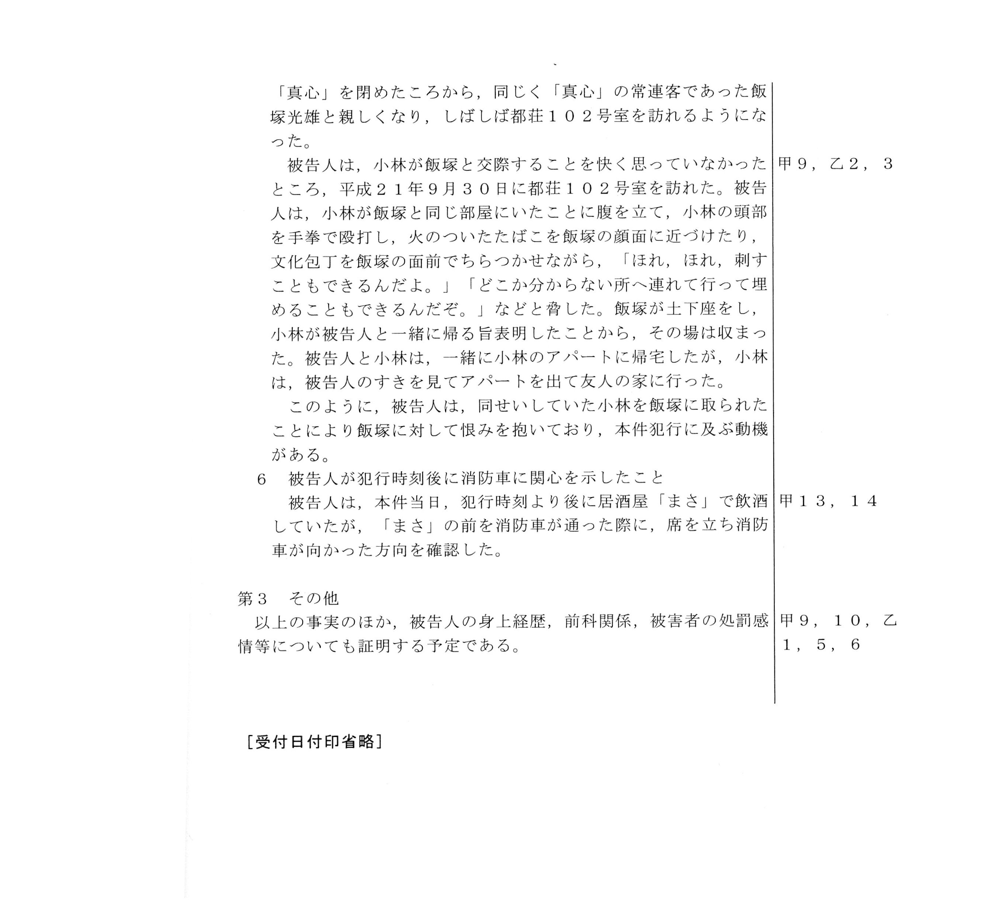 「真心」を閉めたころから，同じく「真心」の常連客であった飯
塚光雄と親しくなり，しばしば都荘１０２号室を訪れるようにな
った。
被告人は，小林が飯塚と交際することを快く思っていなかった 甲９，乙２，３
ところ，平成２１年９月３０日に都荘１０２号室を訪れた。被告
人は，小林が飯塚と同じ部屋にいたことに腹を立て，小林の頭部
を手拳で殴打し，火のついたたばこを飯塚の顔面に近づけたり，
文化包丁を飯塚の面前でちらつかせながら，「ほれ，ほれ，刺す
こともできるんだよ。」「どこか分からない所へ連れて行って埋
めることもできるんだぞ。」などと脅した。飯塚が土下座をし，
小林が被告人と一緒に帰る旨表明したことから，その場は収まっ
た。被告人と小林は，一緒に小林のアパートに帰宅したが，小林
は，被告人のすきを見てアパートを出て友人の家に行った。
このように，被告人は，同せいしていた小林を飯塚に取られた
ことにより飯塚に対して恨みを抱いており，本件犯行に及ぶ動機
がある。
６　被告人が犯行時刻後に消防車に関心を示したこと
被告人は，本件当日，犯行時刻より後に居酒屋「まさ」で飲酒 甲１３，１４
していたが，「まさ」の前を消防車が通った際に，席を立ち消防
車が向かった方向を確認した。
第３　その他
以上の事実のほか，被告人の身上経歴，前科関係，被害者の処罰感 甲９，１０，乙
情等についても証明する予定である。 １，５，６
［受付日付印省略］